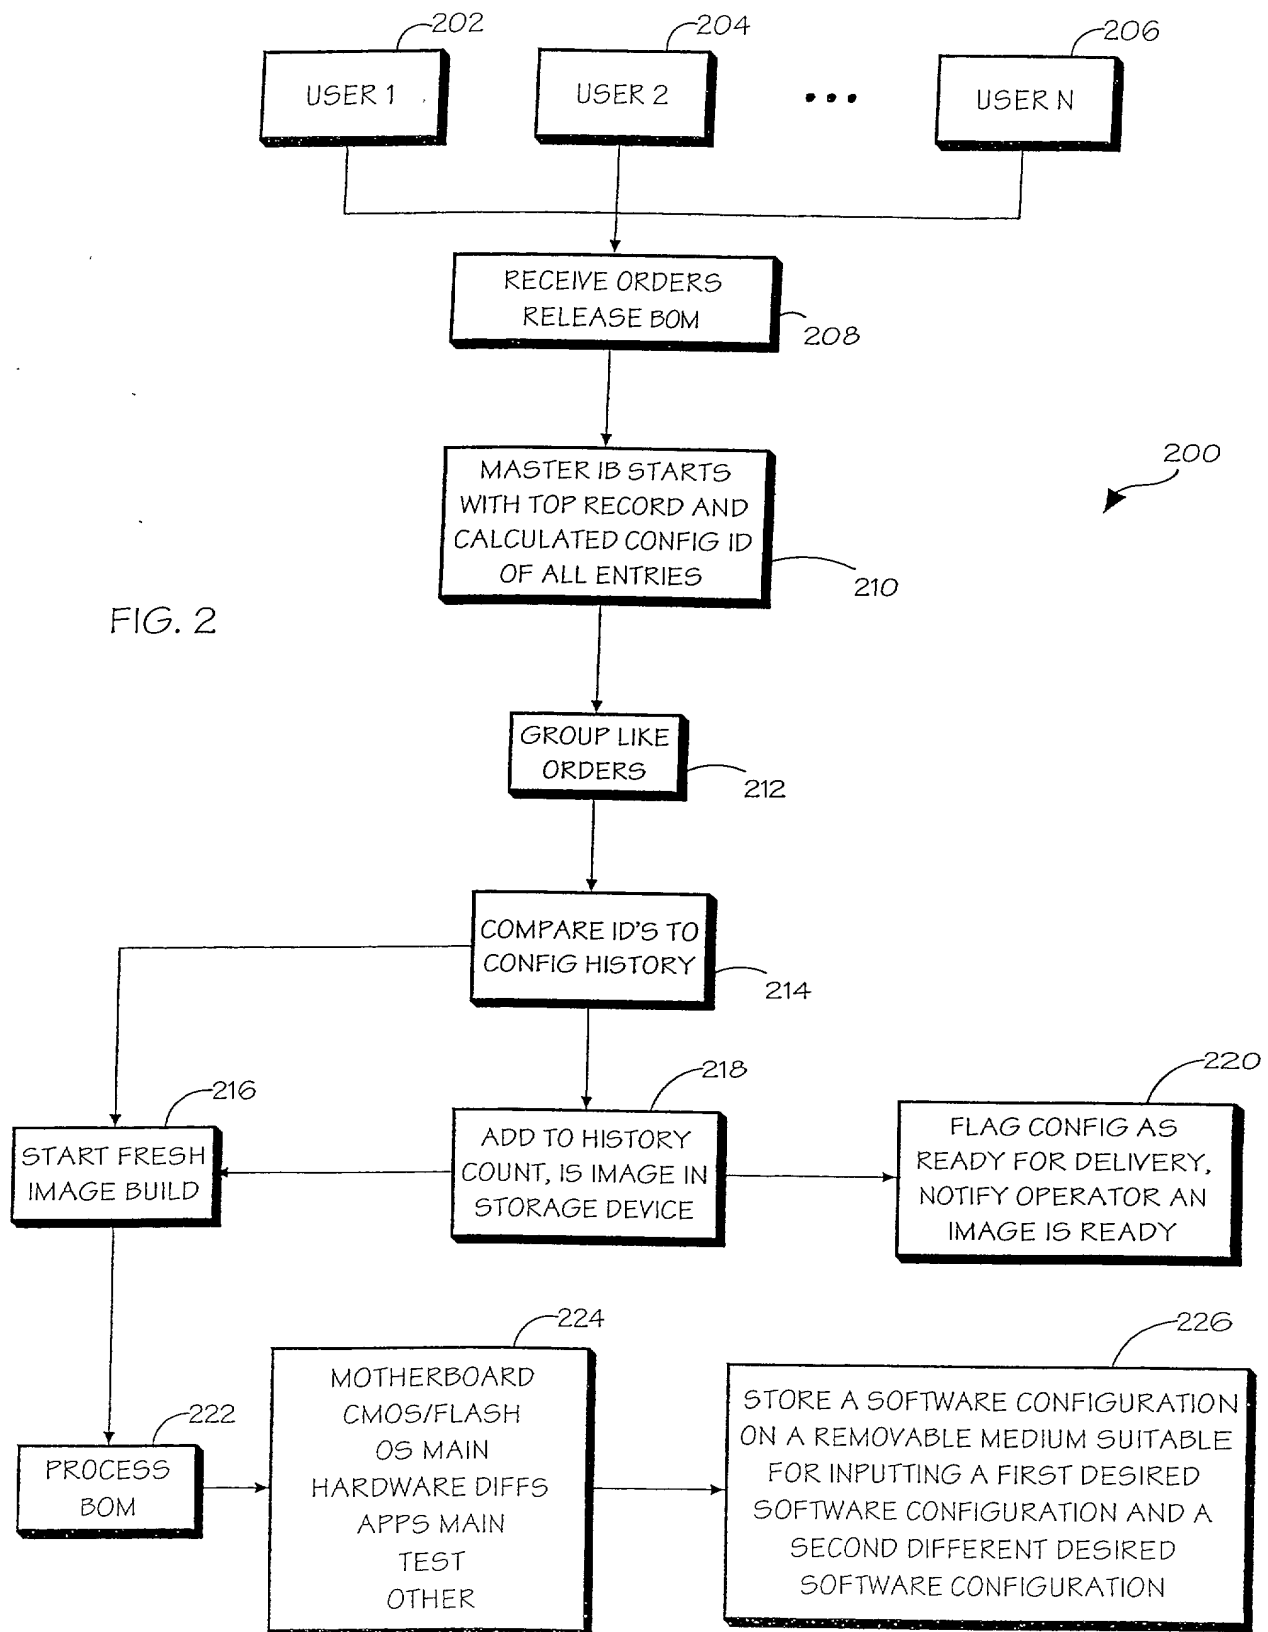 202
204
206
USER 1
USER 2
USER N
RECEIVE ORDERS
RELEASE BOM
208
MASTER IB STARTS
WITH TOP RECORD AND
CALCULATED CONFIG ID
OF ALL ENTRIES
210
200
FIG. 2
GROUP LIKE
ORDERS
212
COMPARE ID'S TO
CONFIG HISTORY
214
216
START FRESH
IMAGE BUILD
218
ADD TO HISTORY
COUNT, IS IMAGE IN
STORAGE DEVICE
220
FLAG CONFIG AS
READY FOR DELIVERY,
NOTIFY OPERATOR AN
IMAGE IS READY
222
PROCESS
BOM
224
MOTHERBOARD
CMOS/FLASH
OS MAIN
HARDWARE DIFFS
APPS MAIN
TEST
OTHER
226
STORE A SOFTWARE CONFIGURATION
ON A REMOVABLE MEDIUM SUITABLE
FOR INPUTTING A FIRST DESIRED
SOFTWARE CONFIGURATION AND A
SECOND DIFFERENT DESIRED
SOFTWARE CONFIGURATION